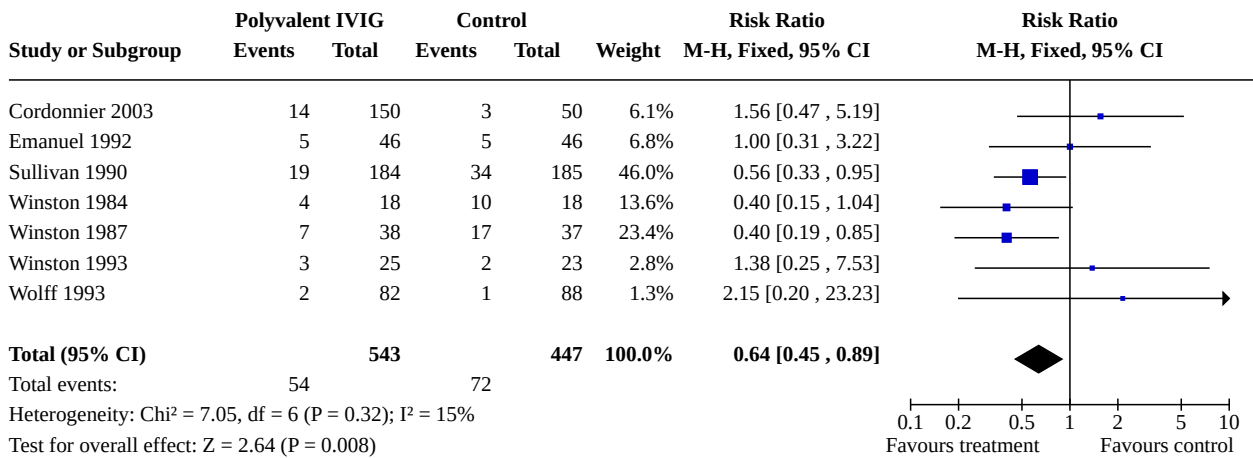 Polyvalent IVIG Control Risk Ratio Risk Ratio
Study or Subgroup Events Total Events Total Weight M-H, Fixed, 95% CI M-H, Fixed, 95% CI
Cordonnier 2003 14 150 3 50 6.1% 1.56 [0.47 , 5.19]
Emanuel 1992 5 46 5 46 6.8% 1.00 [0.31 , 3.22]
Sullivan 1990 19 184 34 185 46.0% 0.56 [0.33 , 0.95]
Winston 1984 4 18 10 18 13.6% 0.40 [0.15 , 1.04]
Winston 1987 7 38 17 37 23.4% 0.40 [0.19 , 0.85]
Winston 1993 3 25 2 23 2.8% 1.38 [0.25 , 7.53]
Wolff 1993 2 82 1 88 1.3% 2.15 [0.20 , 23.23]
Total (95% CI) 543 447 100.0% 0.64 [0.45 , 0.89]
Total events: 54 72
Heterogeneity: Chi² = 7.05, df = 6 (P = 0.32); I² = 15%
0.1 0.2 0.5 1 2 5 10
Test for overall effect: Z = 2.64 (P = 0.008) Favours treatment Favours control